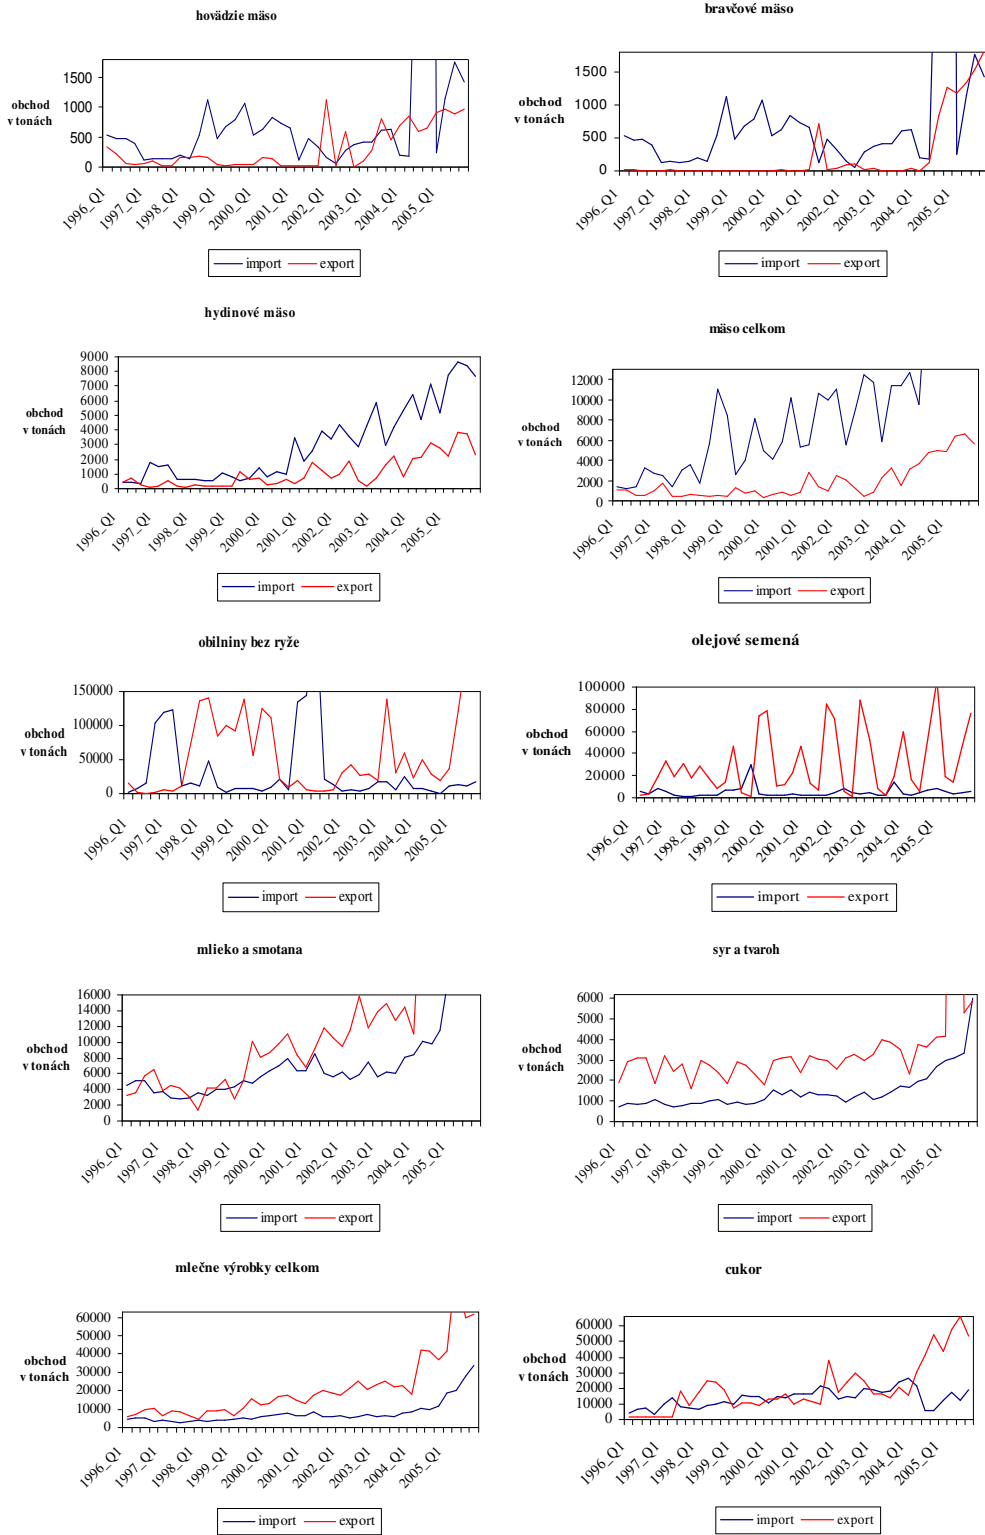 hovädzie mäso
1500
1000
500
0
obchod
v tonách
1996_Q1
1997_Q1
1998_Q1
1999_Q1
2000_Q1
2001_Q1
2002_Q1
2003_Q1
2004_Q1
2005_Q1
import export
bravčové mäso
1500
1000
500
0
obchod
v tonách
1996_Q1
1997_Q1
1998_Q1
1999_Q1
2000_Q1
2001_Q1
2002_Q1
2003_Q1
2004_Q1
2005_Q1
import export
hydinové mäso
9000
8000
7000
6000
5000
4000
3000
2000
1000
0
obchod
v tonách
1996_Q1
1997_Q1
1998_Q1
1999_Q1
2000_Q1
2001_Q1
2002_Q1
2003_Q1
2004_Q1
2005_Q1
import export
mäso celkom
12000
10000
8000
6000
4000
2000
0
obchod
v tonách
1996_Q1
1997_Q1
1998_Q1
1999_Q1
2000_Q1
2001_Q1
2002_Q1
2003_Q1
2004_Q1
2005_Q1
import export
obilniny bez ryže
150000
100000
50000
0
obchod
v tonách
1996_Q1
1997_Q1
1998_Q1
1999_Q1
2000_Q1
2001_Q1
2002_Q1
2003_Q1
2004_Q1
2005_Q1
import export
olejové semená
100000
80000
60000
40000
20000
0
obchod
v tonách
1996_Q1
1997_Q1
1998_Q1
1999_Q1
2000_Q1
2001_Q1
2002_Q1
2003_Q1
2004_Q1
2005_Q1
import export
mlieko a smotana
16000
14000
12000
10000
8000
6000
4000
2000
0
obchod
v tonách
1996_Q1
1997_Q1
1998_Q1
1999_Q1
2000_Q1
2001_Q1
2002_Q1
2003_Q1
2004_Q1
2005_Q1
import export
syr a tvaroh
6000
5000
4000
3000
2000
1000
0
obchod
v tonách
1996_Q1
1997_Q1
1998_Q1
1999_Q1
2000_Q1
2001_Q1
2002_Q1
2003_Q1
2004_Q1
2005_Q1
import export
mlečne výrobky celkom
60000
50000
40000
30000
20000
10000
0
obchod
v tonách
1996_Q1
1997_Q1
1998_Q1
1999_Q1
2000_Q1
2001_Q1
2002_Q1
2003_Q1
2004_Q1
2005_Q1
import export
cukor
60000
50000
40000
30000
20000
10000
0
obchod
v tonách
1996_Q1
1997_Q1
1998_Q1
1999_Q1
2000_Q1
2001_Q1
2002_Q1
2003_Q1
2004_Q1
2005_Q1
import export